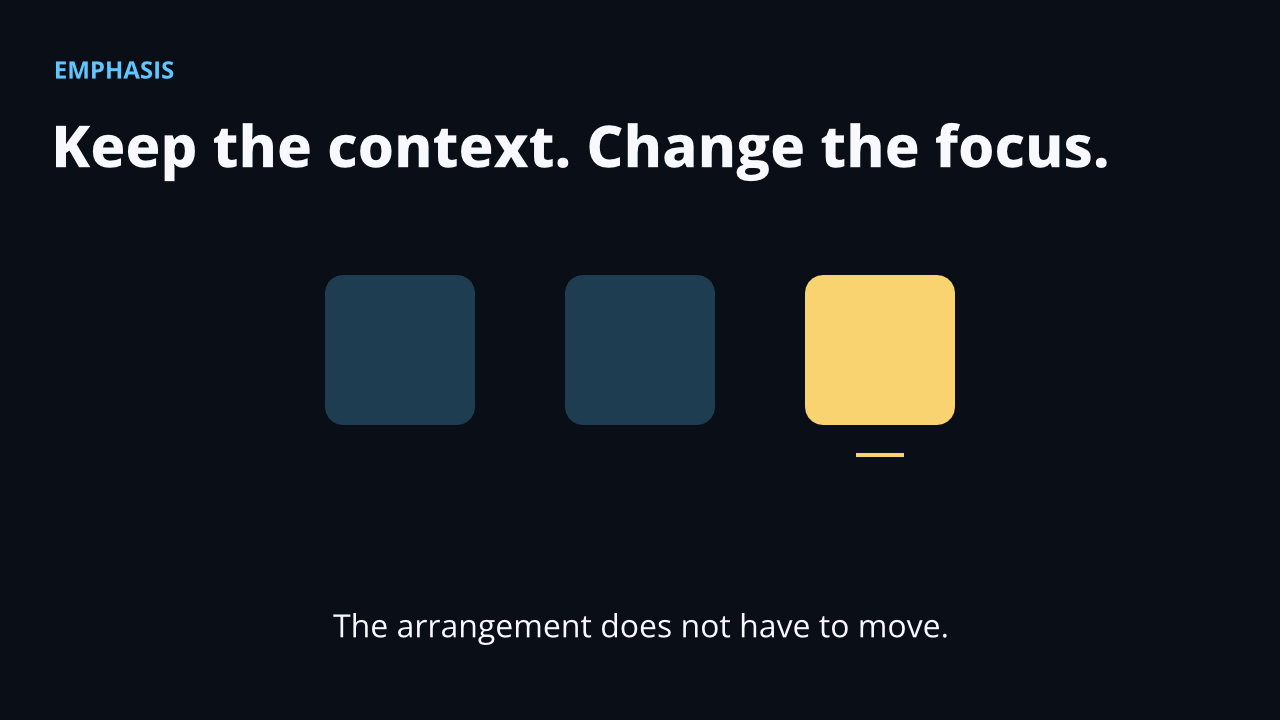 EMPHASIS
Keep the context. Change the focus.
The arrangement does not have to move.